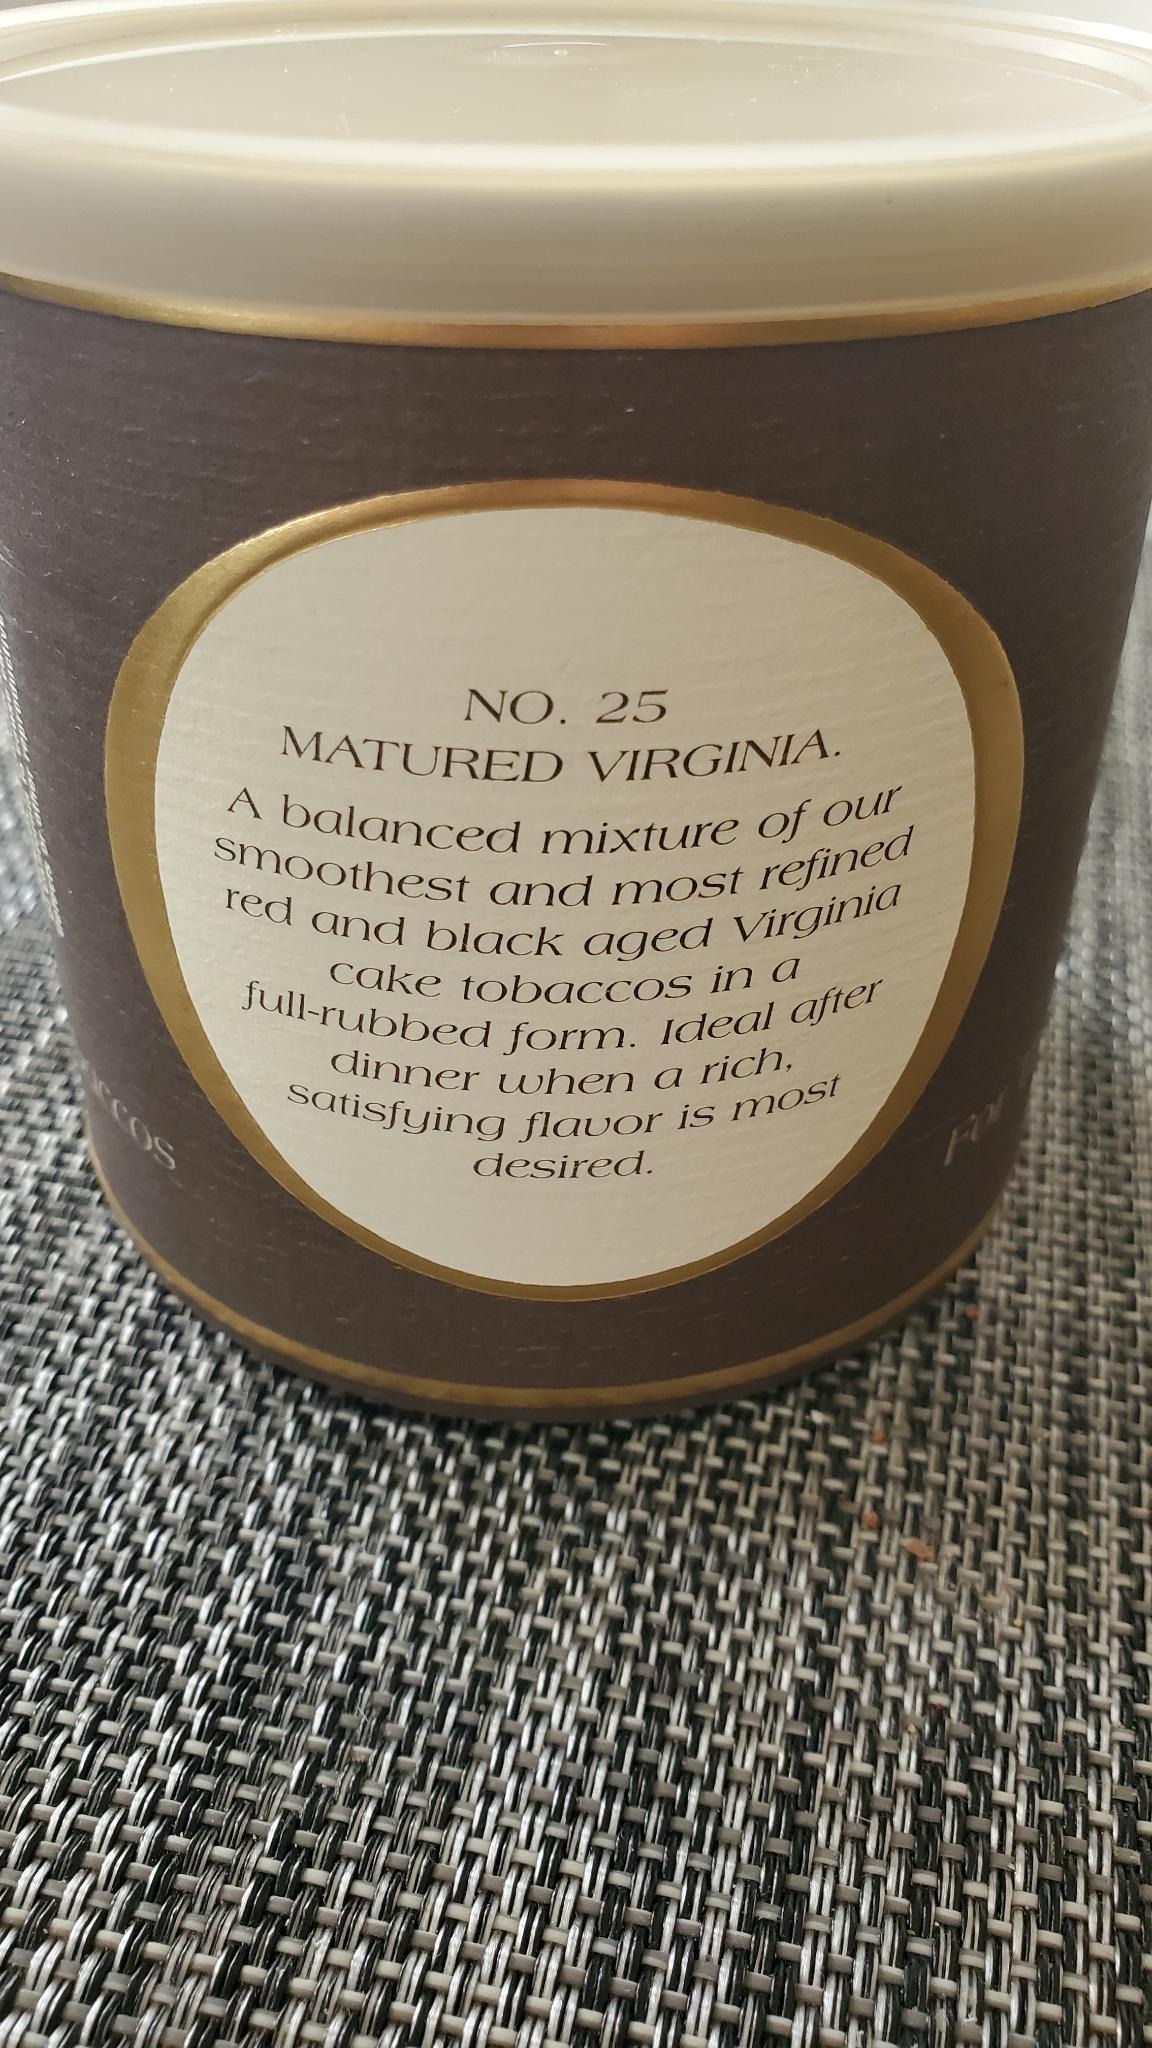 NO. 25
MATURED VIRGINIA.
A balanced mixture of our
smoothest and most refined
red and black aged Virginia
cake tobaccos in a
full-rubbed form. Ideal after
dinner when a rich,
satisfying flavor is most
desired.